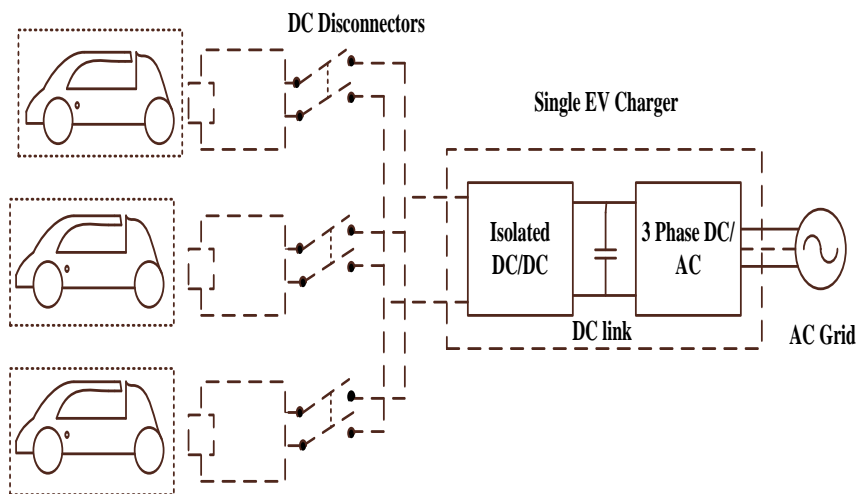 DC Disconnectors
Single EV Charger
Isolated
DC/DC
3 Phase DC/
AC
DC link
AC Grid